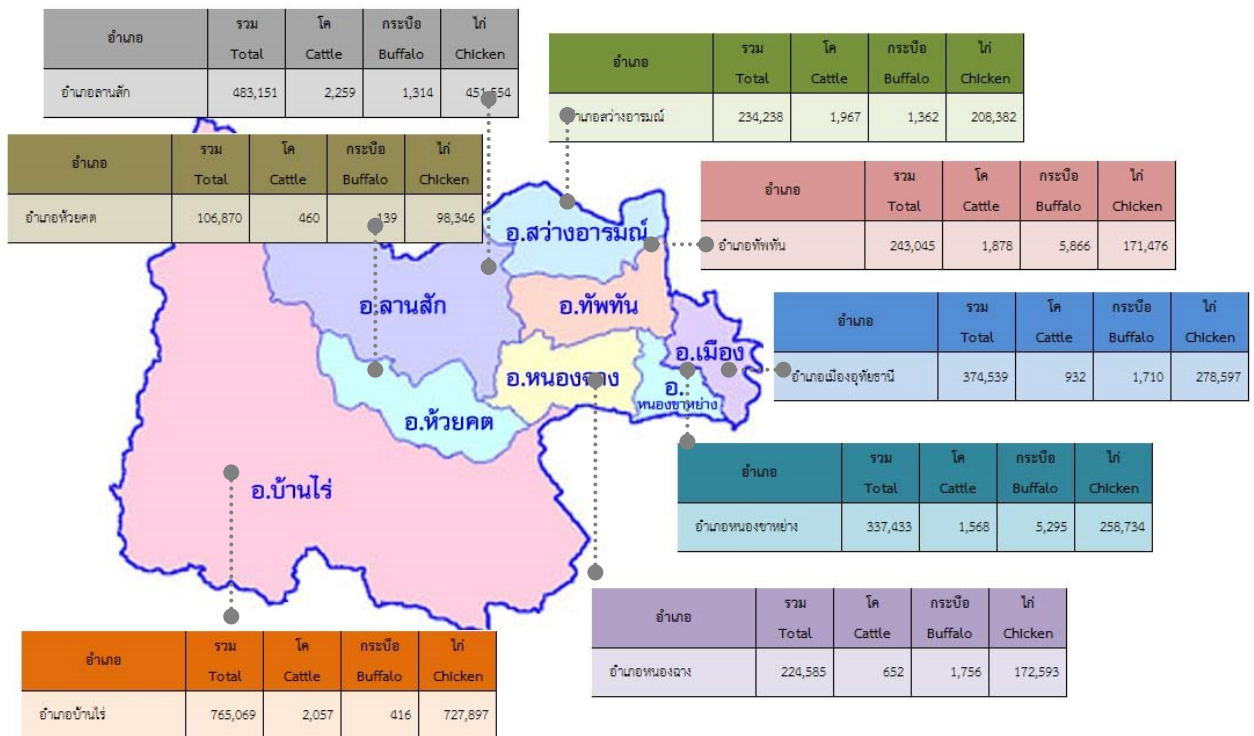 อำเภอ รวม โค กระบือ ไก่
Total Cattle Buffalo Chicken
อำเภอลานสัก 483,151 2,259 1,314 451,554
อำเภอ รวม โค กระบือ ไก่
Total Cattle Buffalo Chicken
อำเภอสว่างอารมณ์ 234,238 1,967 1,362 208,382
อำเภอ รวม โค กระบือ ไก่
Total Cattle Buffalo Chicken
อำเภอห้วยคต 106,870 460 139 98,346
อำเภอ รวม โค กระบือ ไก่
Total Cattle Buffalo Chicken
อำเภอทัพทัน 243,045 1,878 5,866 171,476
อ.สว่างอารมณ์
อ.ลานสัก
อ.ทัพทัน
อ.เมือง
อ.หนองฉาง
อ.
หนองขาหย่าง
อ.ห้วยคต
อ.บ้านไร่
อำเภอ รวม โค กระบือ ไก่
Total Cattle Buffalo Chicken
อำเภอเมืองอุทัยธานี 374,539 932 1,710 278,597
อำเภอ รวม โค กระบือ ไก่
Total Cattle Buffalo Chicken
อำเภอหนองขาหย่าง 337,433 1,568 5,295 258,734
อำเภอ รวม โค กระบือ ไก่
Total Cattle Buffalo Chicken
อำเภอหนองฉาง 224,585 652 1,756 172,593
อำเภอ รวม โค กระบือ ไก่
Total Cattle Buffalo Chicken
อำเภอบ้านไร่ 765,069 2,057 416 727,897